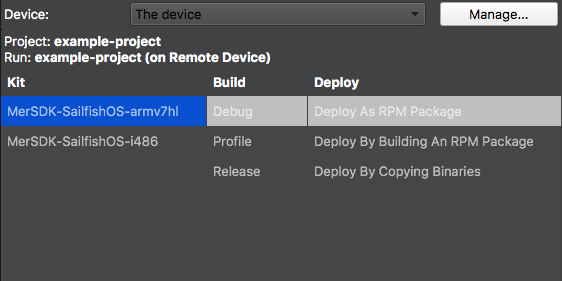 Device: The device Manage...
Project: example-project
Run: example-project (on Remote Device)
Kit Build Deploy
MerSDK-SailfishOS-armv7hl Debug Deploy As RPM Package
MerSDK-SailfishOS-i486 Profile Deploy By Building An RPM Package
Release Deploy By Copying Binaries